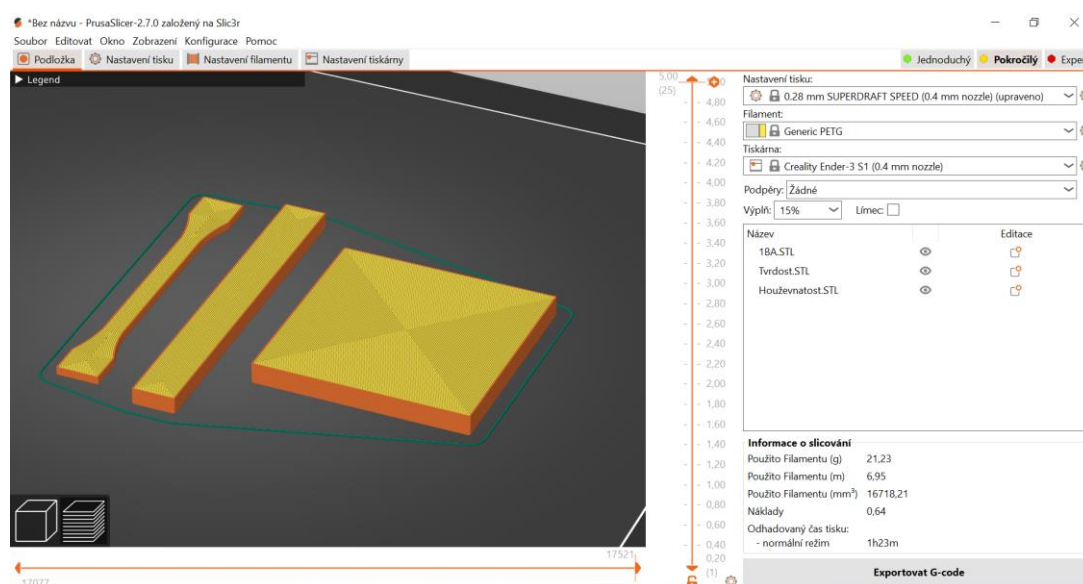 *Bez názvu - PrusaSlicer-2.7.0 založený na Slic3r
Soubor Editovat Okno Zobrazení Konfigurace Pomoc
Podložka Nastavení tisku Nastavení filamentu Nastavení tiskárny Jednoduchý Pokročilý Exper
Legend
5,00
(25)
4,80
4,60
4,40
4,20
4,00
3,80
3,60
3,40
3,20
3,00
2,80
2,60
2,40
2,20
2,00
1,80
1,60
1,40
1,20
1,00
0,80
0,60
0,40
0,20
(1)
17521
17077
Nastavení tisku:
0.28 mm SUPERDRAFT SPEED (0.4 mm nozzle) (upraveno)
Filament:
Generic PETG
Tiskárna:
Creality Ender-3 S1 (0.4 mm nozzle)
Podpěry: Žádné
Výplň: 15% Límec:
Název Editace
1BA.STL
Tvrdost.STL
Houževnatost.STL
Informace o slicování
Použito Filamentu (g) 21,23
Použito Filamentu (m) 6,95
Použito Filamentu (mm³) 16718,21
Náklady 0,64
Odhadovaný čas tisku:
- normální režim 1h23m
Exportovat G-code